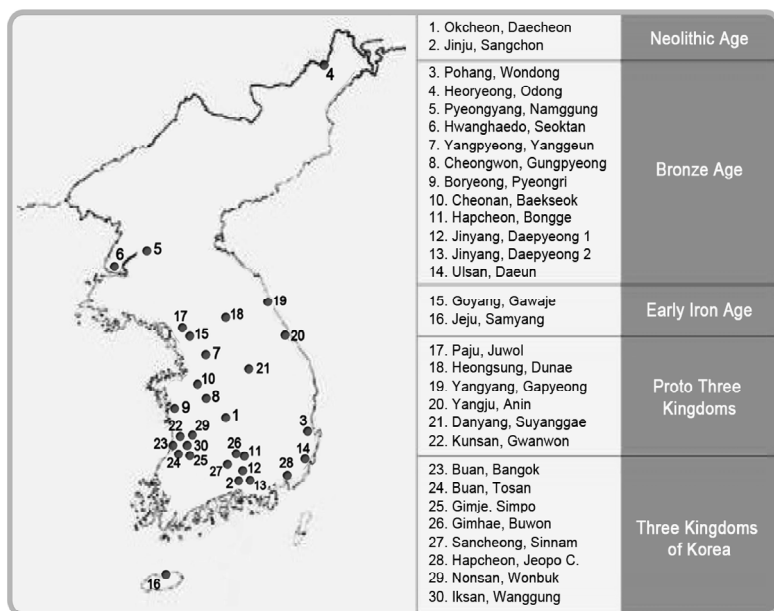 4
5
6
19
18
17
15
20
7
21
10
8
9
1
22
29
3
23
30
26
11
14
24
25
27
12
28
2
13
16
1. Okcheon, Daecheon
2. Jinju, Sangchon
Neolithic Age
3. Pohang, Wondong
4. Heoryeong, Odong
5. Pyeongyang, Namggung
6. Hwanghaedo, Seoktan
7. Yangpyeong, Yanggeun
8. Cheongwon, Gungpyeong
9. Boryeong, Pyeongri
10. Cheonan, Baekseok
11. Hapcheon, Bongge
12. Jinyang, Daepyeong 1
13. Jinyang, Daepyeong 2
14. Ulsan, Daeun
Bronze Age
15. Goyang, Gawaje
16. Jeju, Samyang
Early Iron Age
17. Paju, Juwol
18. Heongsung, Dunae
19. Yangyang, Gapyeong
20. Yangju, Anin
21. Danyang, Suyanggae
22. Kunsan, Gwanwon
Proto Three
Kingdoms
23. Buan, Bangok
24. Buan, Tosan
25. Gimje, Simpo
26. Gimhae, Buwon
27. Sancheong, Sinnam
28. Hapcheon, Jeopo C.
29. Nonsan, Wonbuk
30. Iksan, Wanggung
Three Kingdoms
of Korea